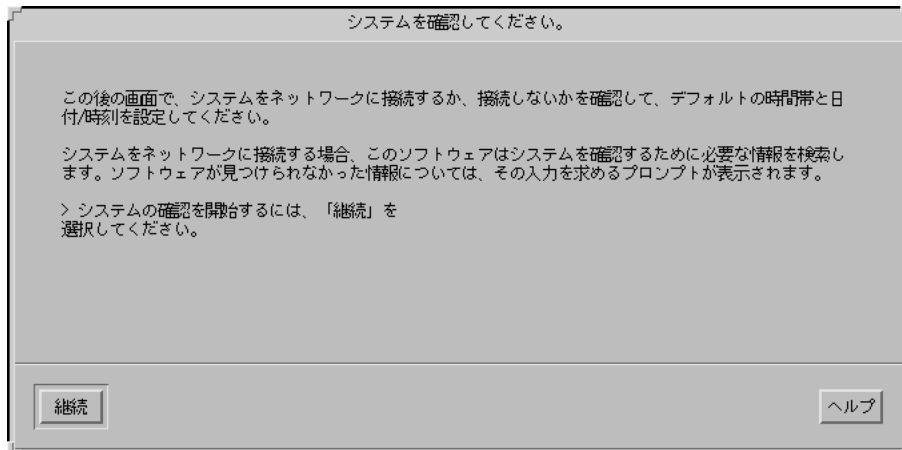 システムを確認してください。
この後の画面で、システムをネットワークに接続するか、接続しないかを確認して、デフォルトの時間帯と日
付/時刻を設定してください。
システムをネットワークに接続する場合、このソフトウェアはシステムを確認するために必要な情報を検索し
ます。ソフトウェアが見つけられなかった情報については、その入力を求めるプロンプトが表示されます。
> システムの確認を開始するには、「継続」を
選択してください。
継続
ヘルプ